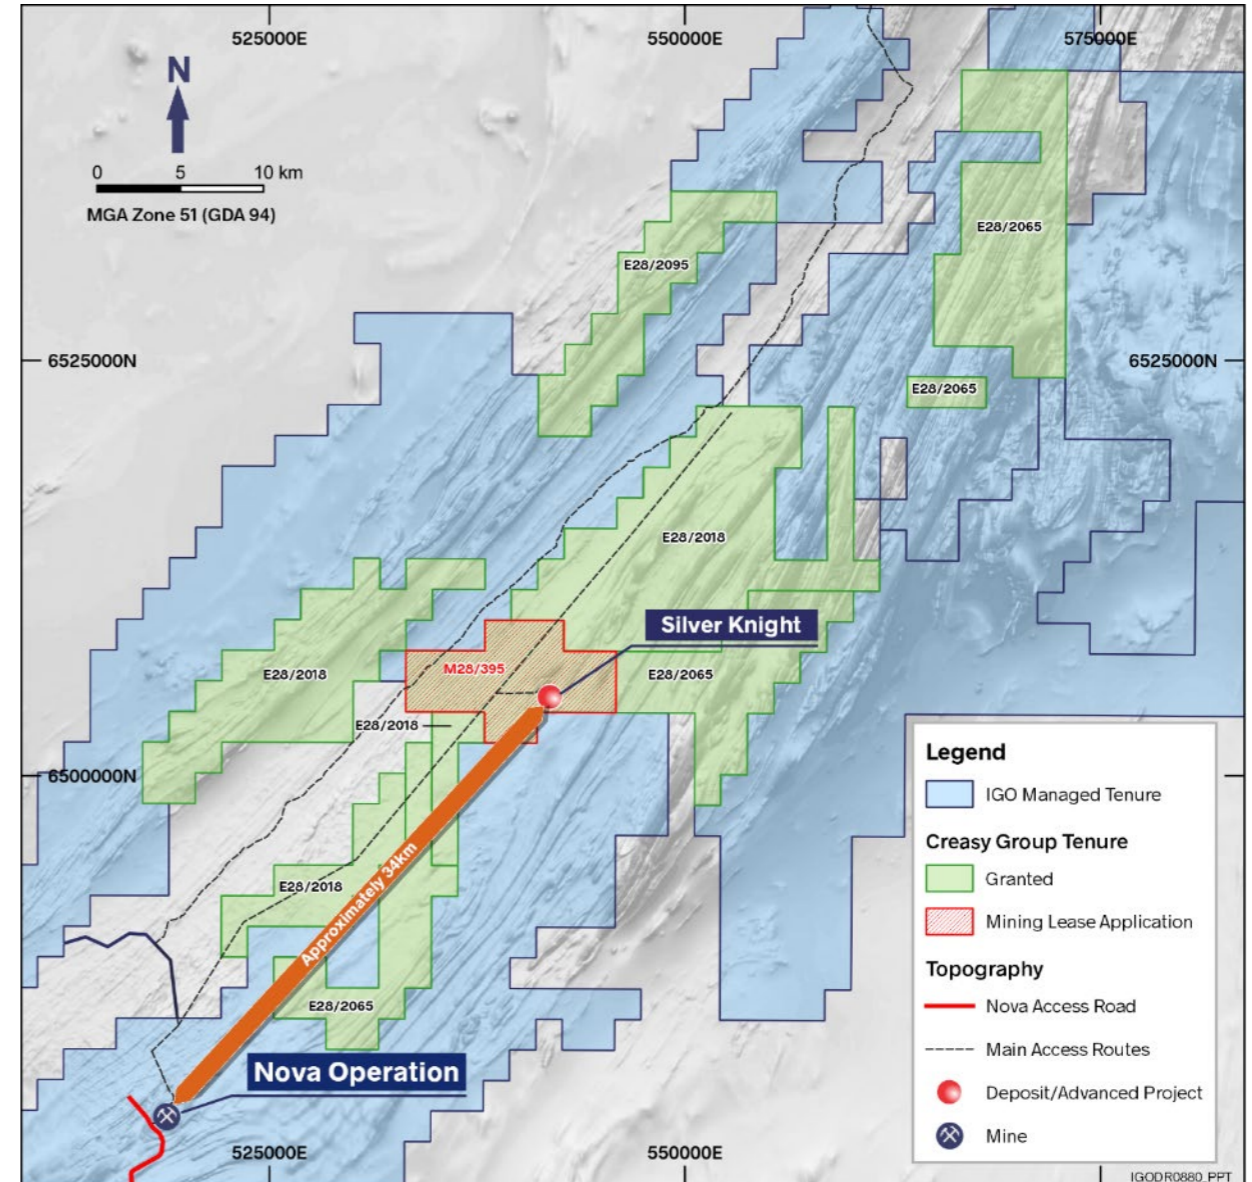 525000E
550000E
575000E
N
0 5 10 km
MGA Zone 51 (GDA 94)
E28/2065
E28/2095
6525000N
6525000N
E28/2065
E28/2018
Silver Knight
M28/395
E28/2018
E28/2065
E28/2018
6500000N
Approximately 34km
E28/2018
E28/2065
Nova Operation
525000E
550000E
Legend
IGO Managed Tenure
Creasy Group Tenure
Granted
Mining Lease Application
Topography
Nova Access Road
Main Access Routes
Deposit/Advanced Project
Mine
IGODR0880_PPT